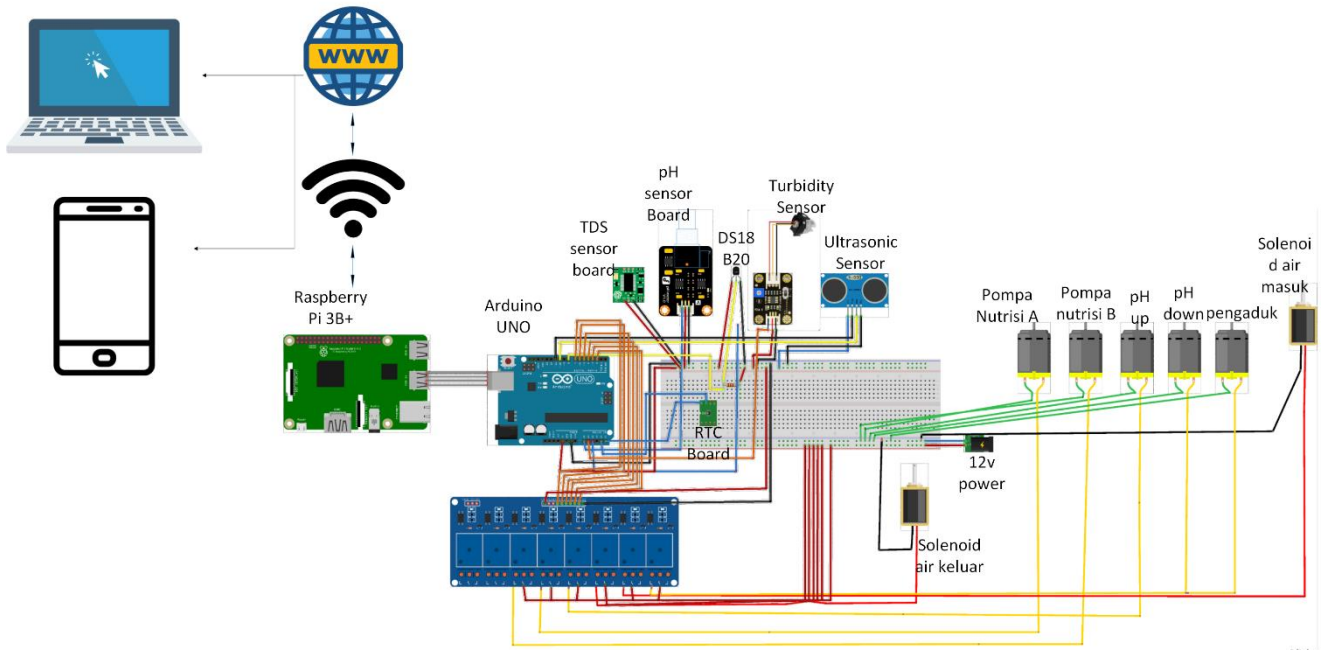 WWW
pH
sensor
Board
Turbidity
Sensor
TDS
sensor
board
DS18
B20
Ultrasonic
Sensor
Solenoi
d air
masuk
Raspberry
Pi 3B+
Arduino
UNO
Pompa
Nutrisi A
Pompa
nutrisi B
pH
up
pH
down
pengaduk
UNO
RTC
Board
12v
power
Solenoid
air keluar